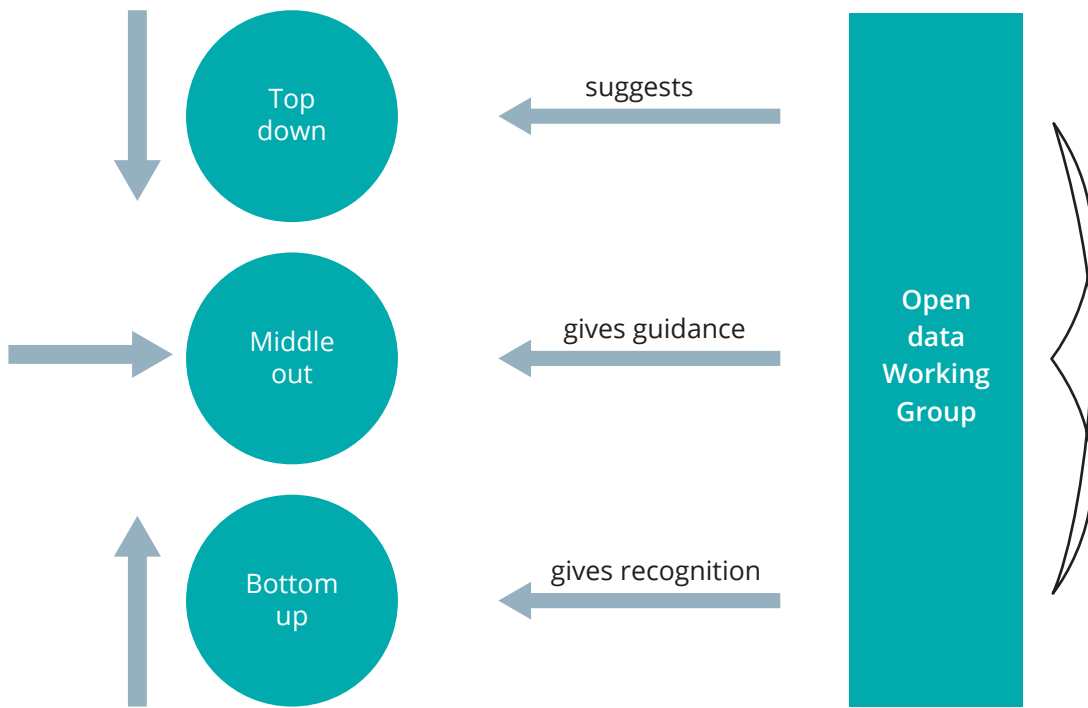 Top
down
suggests
Middle
out
gives guidance
Open
data
Working
Group
Bottom
up
gives recognition